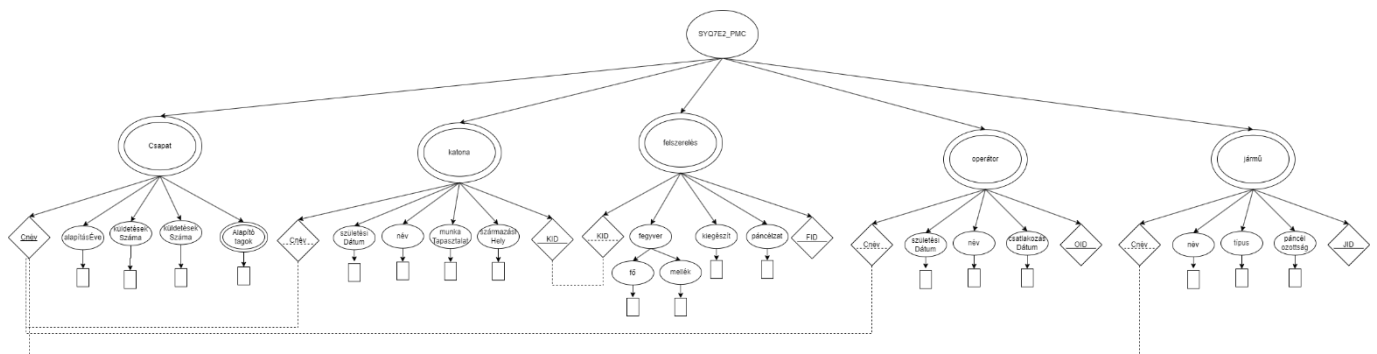 SYQ7E2_PMC
Csapat
katona
felszerelés
operátor
jármű
Cnév
alapításÉve
küldetések
Száma
küldetések
Száma
Alapító
tagok
Cnév
születési
Dátum
név
munka
Tapasztalat
származási
Hely
KID
KID
fegyver
kiegészít
páncélzat
FID
Cnév
születési
Dátum
név
csatlakozás
Dátum
OID
Cnév
név
típus
páncél
ozottság
JID
fő
mellék